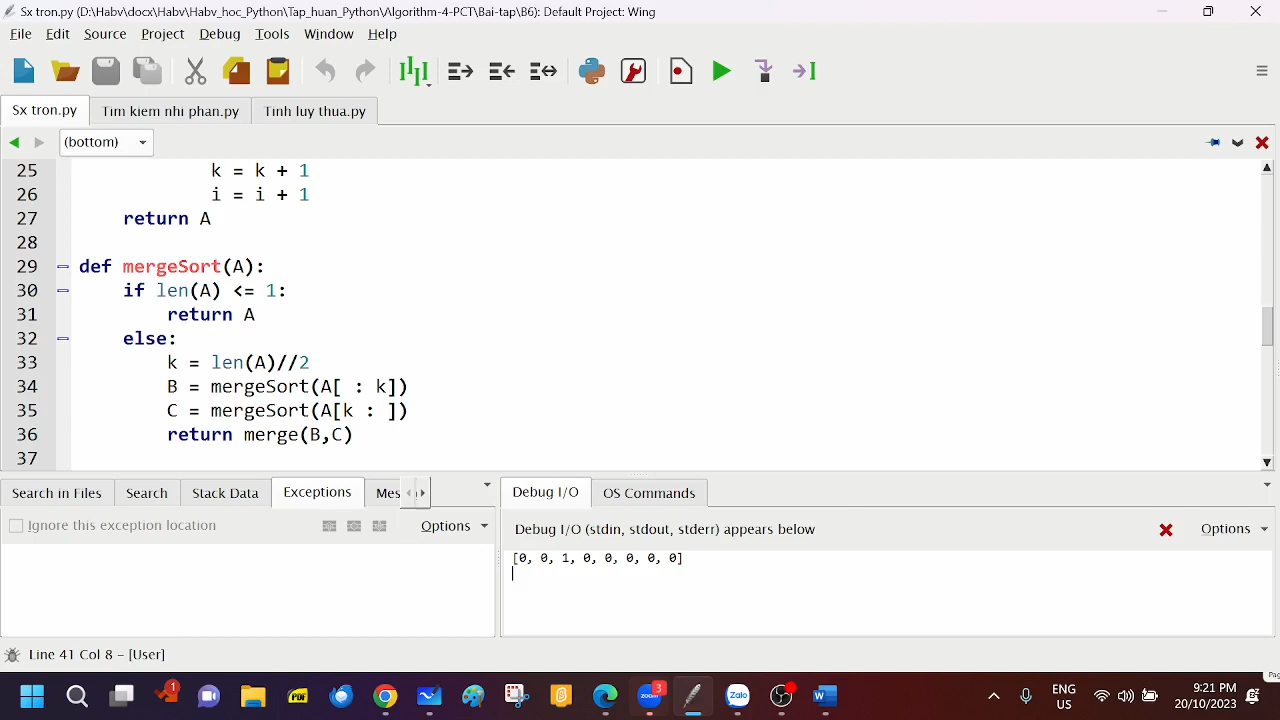 Sx tron.py (D:\Habv\docx\Habv\Habv_hoc_Python\Tap_huan_Python\Algorithm-4-PCT\Bai-tap\B6): Default Project: Wing
File Edit Source Project Debug Tools Window Help
Sx tron.py Tim kiem nhi phan.py Tinh luy thua.py
(bottom)
25 k = k + 1
26 i = i + 1
27 return A
28
29 def mergeSort(A):
30 if len(A) <= 1:
31 return A
32 else:
33 k = len(A)//2
34 B = mergeSort(A[ : k])
35 C = mergeSort(A[k : ])
36 return merge(B,C)
37
Search in Files Search Stack Data Exceptions Mes Debug I/O OS Commands
Ignore this exception location Options Debug I/O (stdin, stdout, stderr) appears below Options
[0, 0, 1, 0, 0, 0, 0, 0]
Line 41 Col 8 – [User]
1 PDF 3 Zalo W ENG 9:21 PM
US 20/10/2023